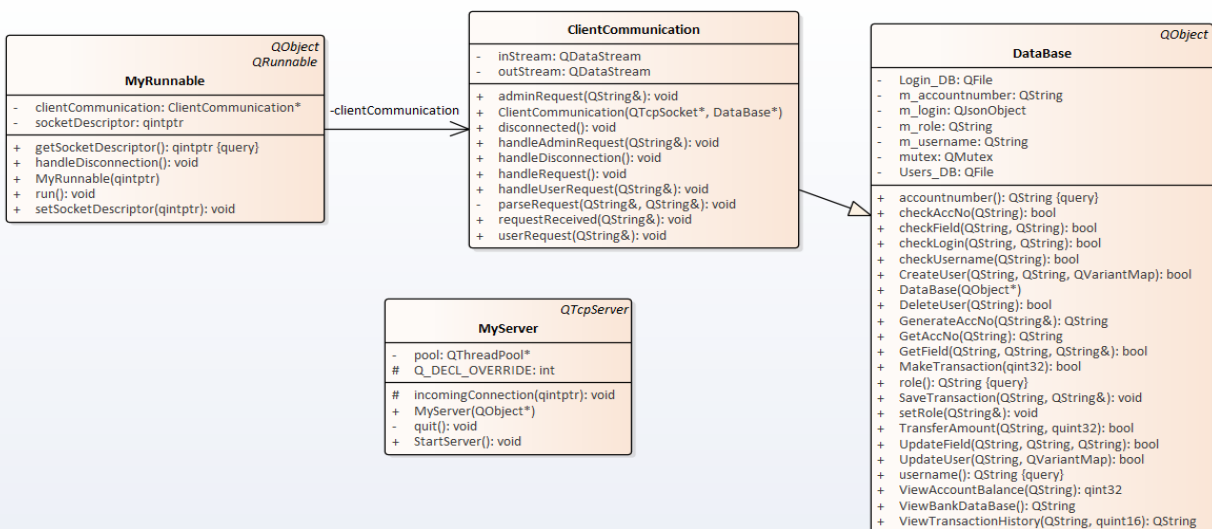 QObject
QRunnable
MyRunnable
- clientCommunication: ClientCommunication*
- socketDescriptor: qintptr
+ getSocketDescriptor(): qintptr {query}
+ handleDisconnection(): void
+ MyRunnable(qintptr)
+ run(): void
+ setSocketDescriptor(qintptr): void
-clientCommunication
ClientCommunication
- inStream: QDataStream
- outStream: QDataStream
+ adminRequest(QString&): void
+ ClientCommunication(QTcpSocket*, DataBase*)
+ disconnected(): void
+ handleAdminRequest(QString&): void
+ handleDisconnection(): void
+ handleRequest(): void
+ handleUserRequest(QString&): void
- parseRequest(QString&, QString&): void
+ requestReceived(QString&): void
+ userRequest(QString&): void
QTcpServer
MyServer
- pool: QThreadPool*
# Q_DECL_OVERRIDE: int
# incomingConnection(qintptr): void
+ MyServer(QObject*)
- quit(): void
+ StartServer(): void
QObject
DataBase
- Login_DB: QFile
- m_accountnumber: QString
- m_login: QJsonObject
- m_role: QString
- m_username: QString
- mutex: QMutex
- Users_DB: QFile
+ accountnumber(): QString {query}
+ checkAccNo(QString): bool
+ checkField(QString, QString): bool
+ checkLogin(QString, QString): bool
+ checkUsername(QString): bool
+ CreateUser(QString, QString, QVariantMap): bool
+ DataBase(QObject*)
+ DeleteUser(QString): bool
+ GenerateAccNo(QString&): QString
+ GetAccNo(QString): QString
+ GetField(QString, QString, QString&): bool
+ MakeTransaction(qint32): bool
+ role(): QString {query}
+ SaveTransaction(QString, QString&): void
+ setRole(QString&): void
+ TransferAmount(QString, quint32): bool
+ UpdateField(QString, QString, QString): bool
+ UpdateUser(QString, QVariantMap): bool
+ username(): QString {query}
+ ViewAccountBalance(QString): qint32
+ ViewBankDataBase(): QString
+ ViewTransactionHistory(QString, quint16): QString